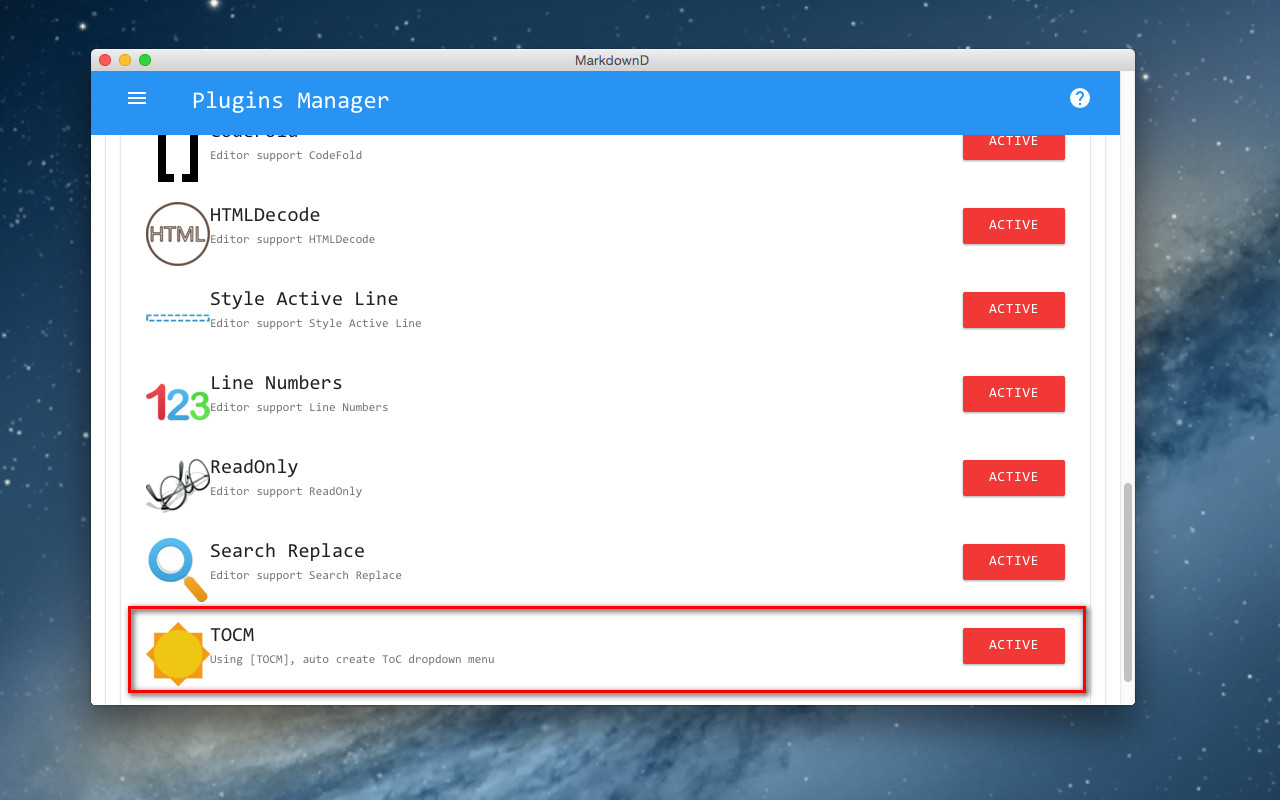 MarkdownD
Plugins Manager
CodeFold
ACTIVE
Editor support CodeFold
HTML
HTMLDecode
ACTIVE
Editor support HTMLDecode
Style Active Line
ACTIVE
Editor support Style Active Line
123
Line Numbers
ACTIVE
Editor support Line Numbers
ReadOnly
ACTIVE
Editor support ReadOnly
Search Replace
ACTIVE
Editor support Search Replace
TOCM
ACTIVE
Using [TOCM], auto create ToC dropdown menu